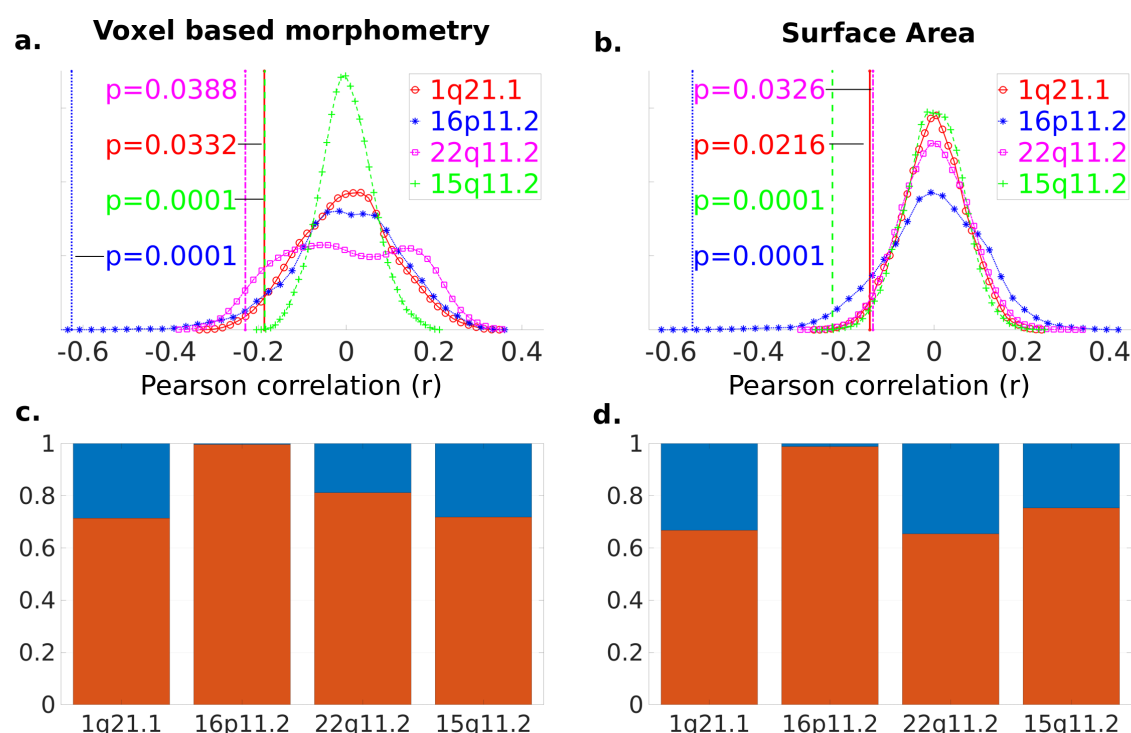 a.
Voxel based morphometry
p=0.0388
p=0.0332
p=0.0001
p=0.0001
1q21.1
16p11.2
22q11.2
15q11.2
-0.6 -0.4 -0.2 0 0.2 0.4
Pearson correlation (r)
b.
Surface Area
p=0.0326
p=0.0216
p=0.0001
p=0.0001
1q21.1
16p11.2
22q11.2
15q11.2
-0.6 -0.4 -0.2 0 0.2 0.4
Pearson correlation (r)
c.
1
0.8
0.6
0.4
0.2
0
1q21.1 16p11.2 22q11.2 15q11.2
d.
1
0.8
0.6
0.4
0.2
0
1q21.1 16p11.2 22q11.2 15q11.2